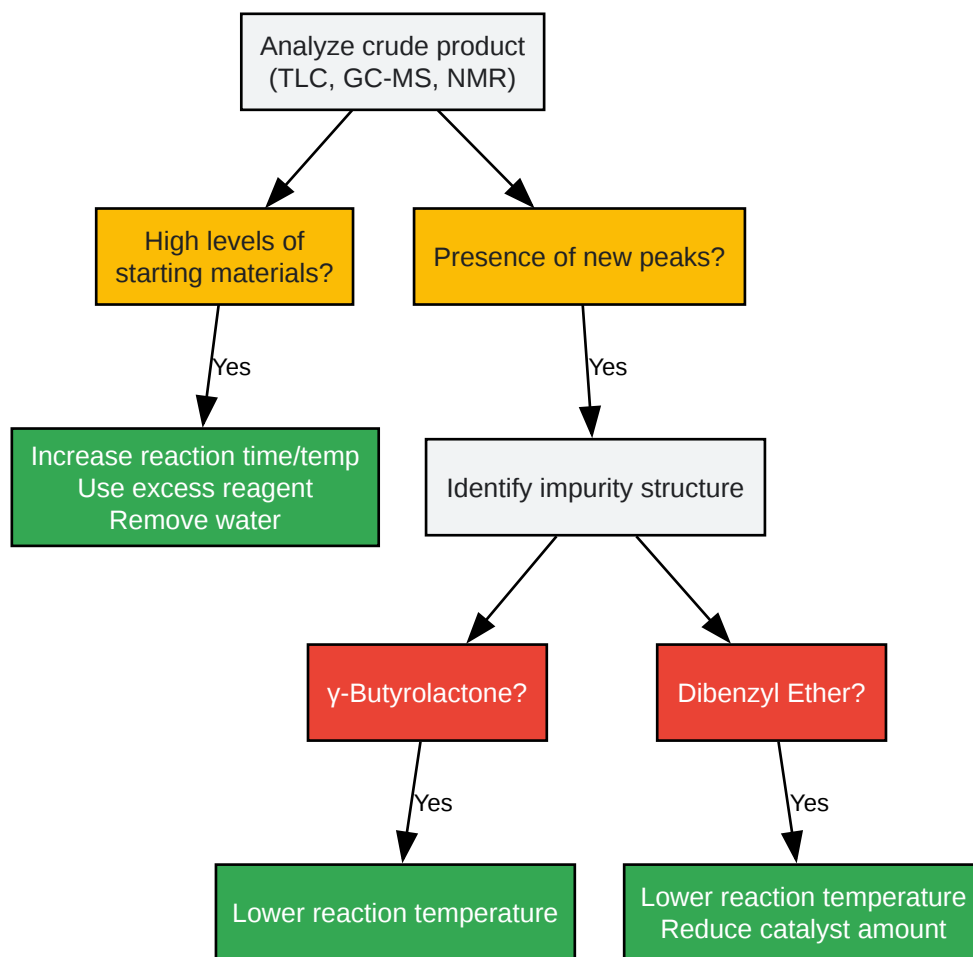 Analyze crude product
(TLC, GC-MS, NMR)
High levels of
starting materials?
Presence of new peaks?
Yes
Yes
Increase reaction time/temp
Use excess reagent
Remove water
Identify impurity structure
γ-Butyrolactone?
Dibenzyl Ether?
Yes
Yes
Lower reaction temperature
Lower reaction temperature
Reduce catalyst amount